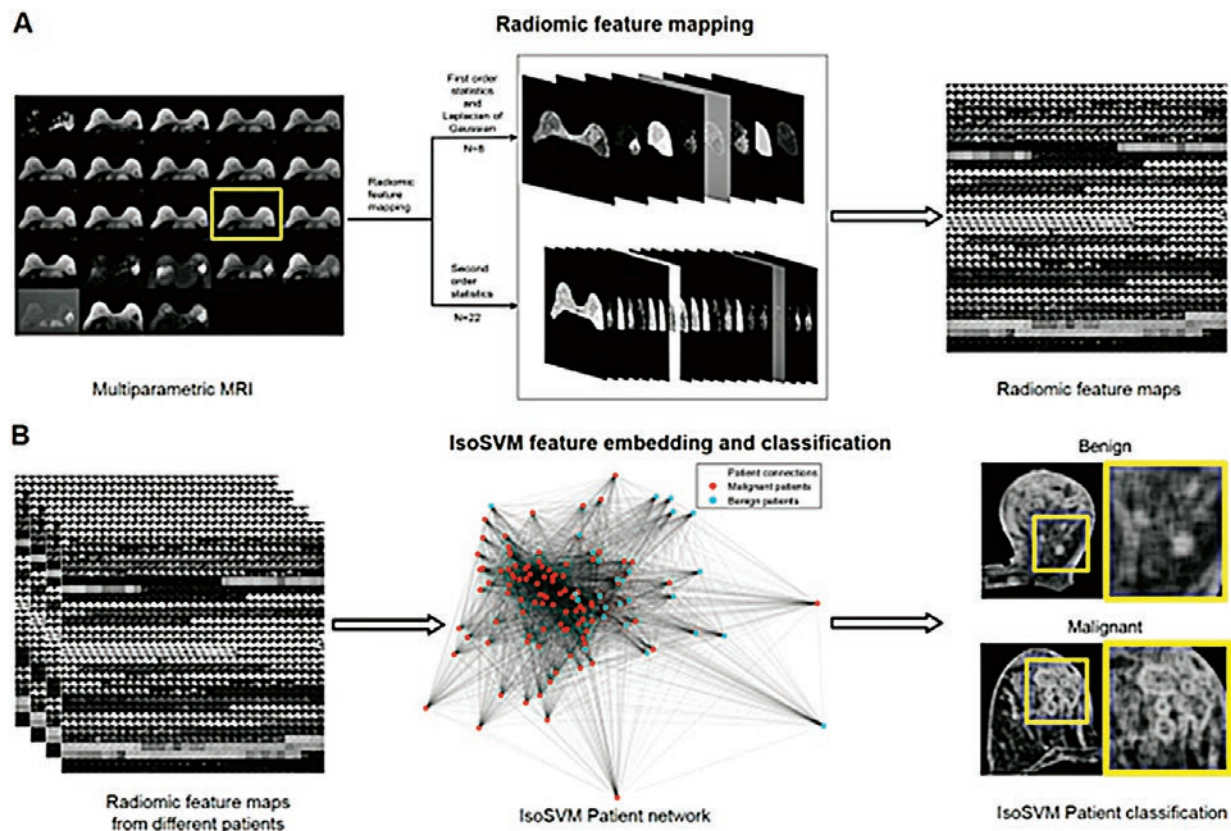 A
Radiomic feature mapping
First order
statistics
and
Laplacian of
Gaussian
N=8
Radiomic
feature
mapping
Second
order
statistics
N=22
Multiparametric MRI
Radiomic feature maps
B
IsoSVM feature embedding and classification
Patient connections
Malignant patients
Benign patients
Benign
Malignant
Radiomic feature maps
from different patients
IsoSVM Patient network
IsoSVM Patient classification